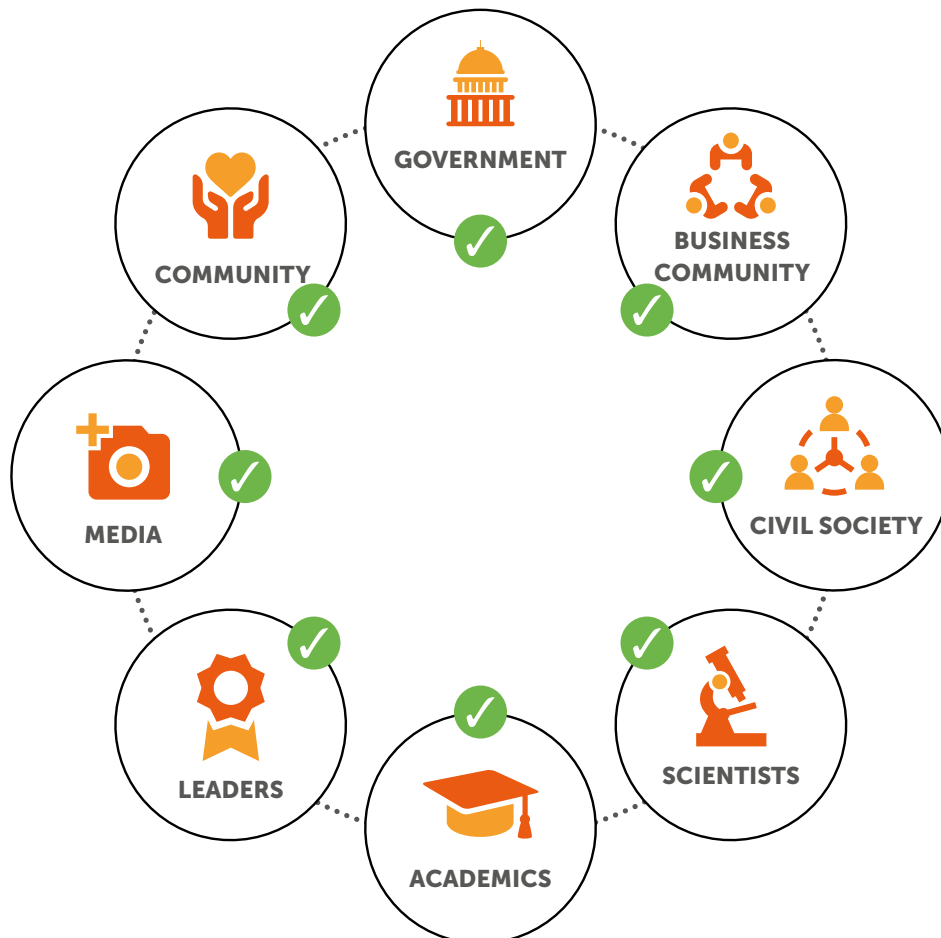 GOVERNMENT
BUSINESS
COMMUNITY
CIVIL SOCIETY
SCIENTISTS
ACADEMICS
LEADERS
MEDIA
COMMUNITY